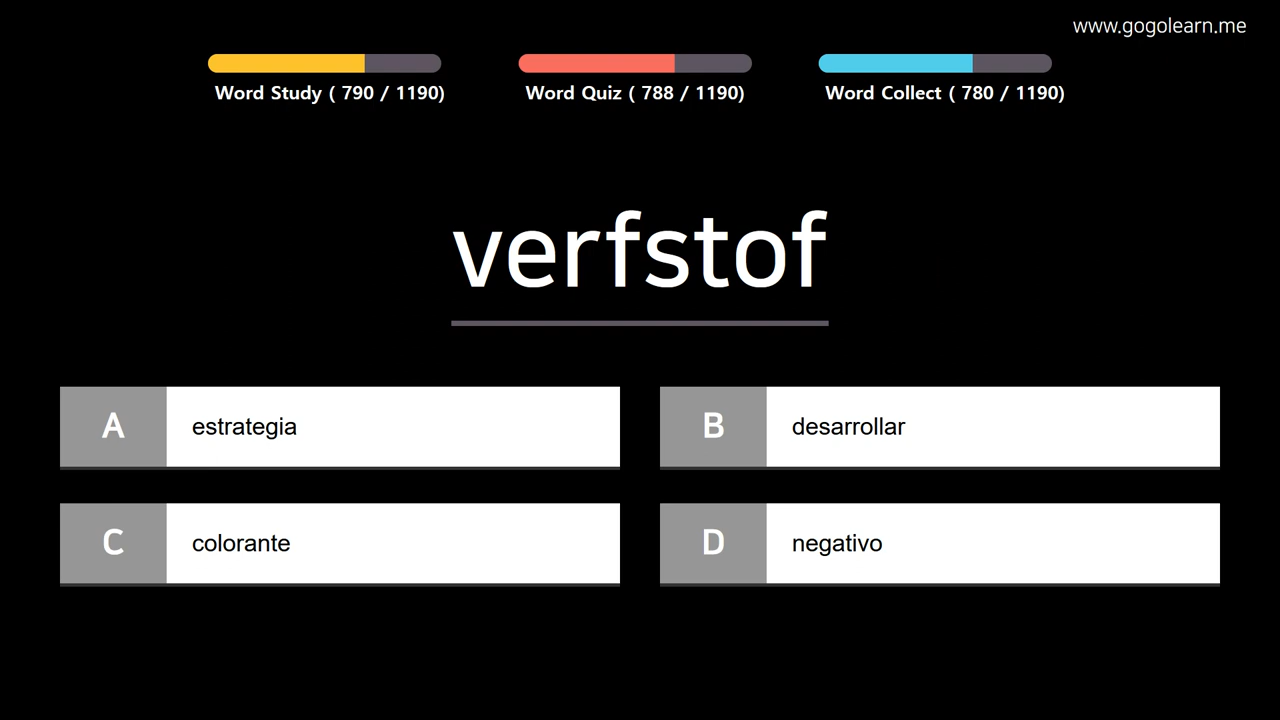 www.gogolearn.me
Word Study ( 790 / 1190)
Word Quiz ( 788 / 1190)
Word Collect ( 780 / 1190)
verfstof
A estrategia
B desarrollar
C colorante
D negativo